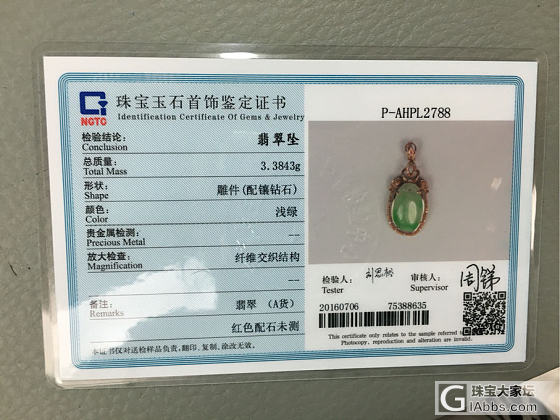 NGTC
珠宝玉石首饰鉴定证书
Identification Certificate Of Gems & Jewelry
检验结论: 翡翠坠
Conclusion
总质量: 3.3843g
Total Mass
形状: 雕件(配镶钻石)
Shape
颜色: 浅绿
Color
贵金属检测: --
Precious Metal
放大检查: 纤维交织结构
Magnification
--
备注: 翡翠 （A货）
Remarks
红色配石未测
本证书仅对送检样品负责,翻印、复制、涂改无效。
P-AHPL2788
检验人: 审核人:
Tester Supervisor
20160706 75388635
This certificate only relates to the sample referred
Photocopy, reproduction and alteration are invalid.
珠宝大家坛
iAbbs.com